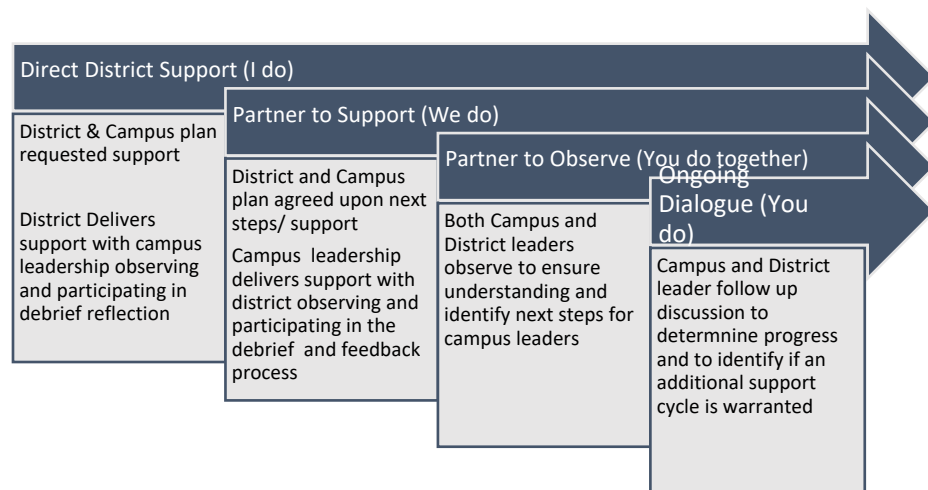 Direct District Support (I do)
District & Campus plan
requested support
District Delivers
support with campus
leadership observing
and participating in
debrief reflection
Partner to Support (We do)
District and Campus
plan agreed upon next
steps/ support
Campus  leadership
delivers support with
district observing and
participating in the
debrief  and feedback
process
Partner to Observe (You do together)
Both Campus and
District leaders
observe to ensure
understanding and
identify next steps for
campus leaders
Ongoing
Dialogue (You
do)
Campus and District
leader follow up
discussion to
determnine progress
and to identify if an
additional support
cycle is warranted